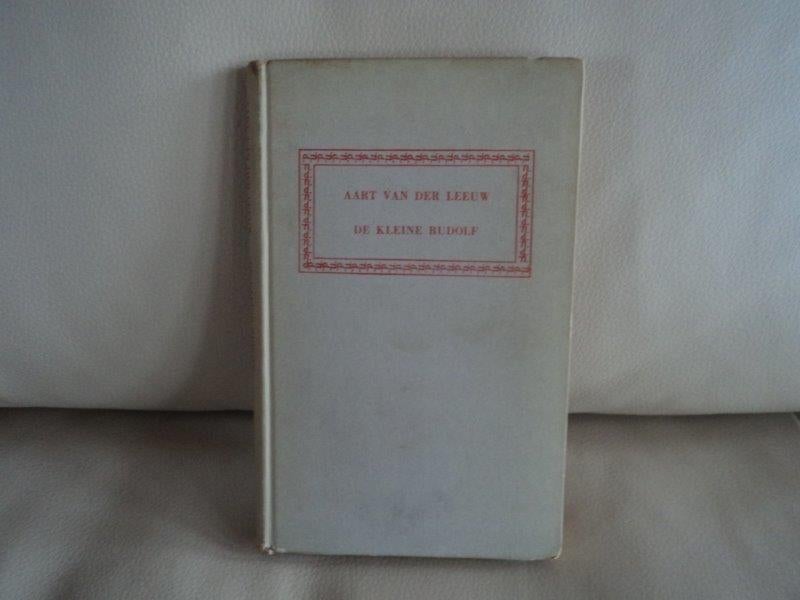 AART VAN DER LEEUW
DE KLEINE RUDOLF